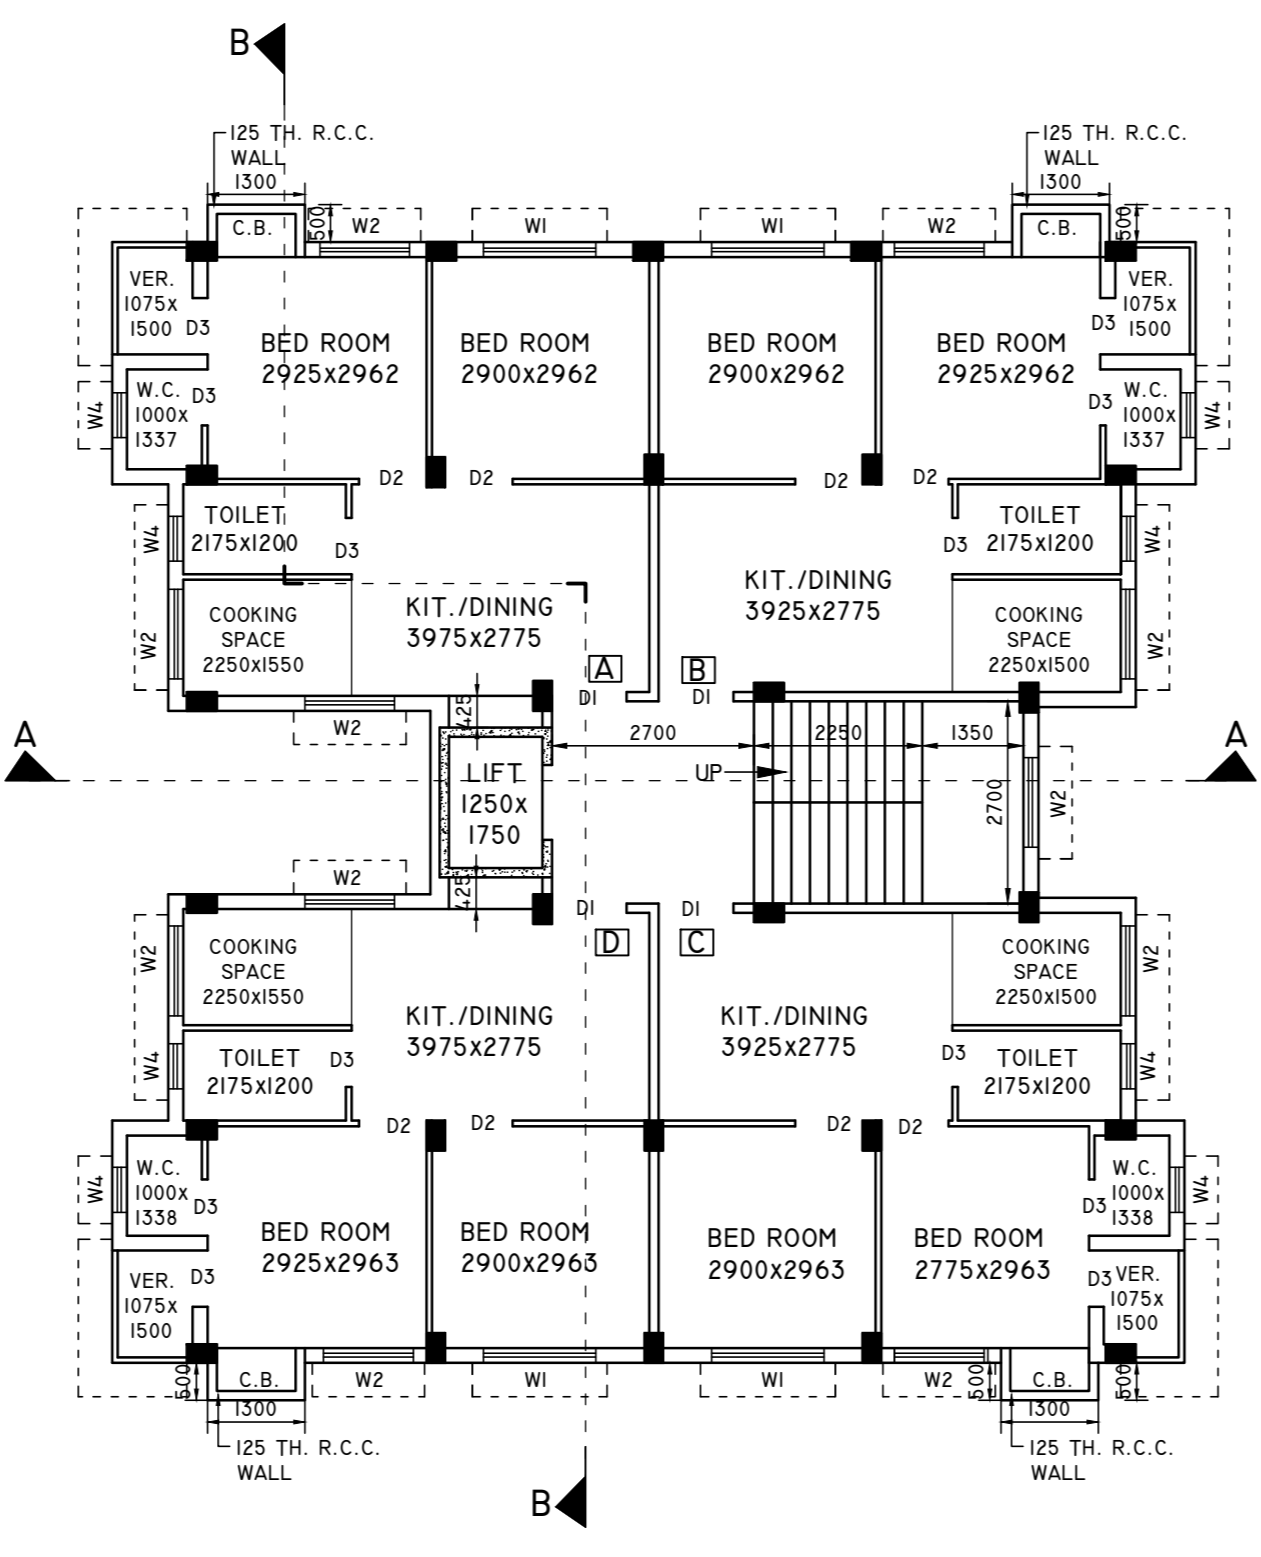 B
125 TH. R.C.C.
WALL
1300
125 TH. R.C.C.
WALL
1300
C.B.
500
W2
W1
W1
W2
C.B.
500
VER.
1075x
1500
D3
BED ROOM
2925x2962
BED ROOM
2900x2962
BED ROOM
2900x2962
BED ROOM
2925x2962
D3
VER.
1075x
1500
W4
W.C.
1000x
1337
D3
D3
W.C.
1000x
1337
W4
D2
D2
D2
D2
W4
TOILET
2175x1200
D3
D3
TOILET
2175x1200
W4
W2
COOKING
SPACE
2250x1550
KIT./DINING
3975x2775
KIT./DINING
3925x2775
COOKING
SPACE
2250x1500
W2
A
B
D1
D1
A
W2
425
2700
2250
1350
A
LIFT
1250x
1750
UP
2700
W2
W2
425
D1
D1
D
C
W2
COOKING
SPACE
2250x1550
KIT./DINING
3975x2775
KIT./DINING
3925x2775
COOKING
SPACE
2250x1500
W2
W4
TOILET
2175x1200
D3
D3
TOILET
2175x1200
W4
D2
D2
D2
D2
W4
W.C.
1000x
1338
D3
D3
W.C.
1000x
1338
W4
BED ROOM
2925x2963
BED ROOM
2900x2963
BED ROOM
2900x2963
BED ROOM
2775x2963
VER.
1075x
1500
D3
D3
VER.
1075x
1500
500
C.B.
W2
W1
W1
W2
500
C.B.
500
1300
1300
125 TH. R.C.C.
WALL
125 TH. R.C.C.
WALL
B